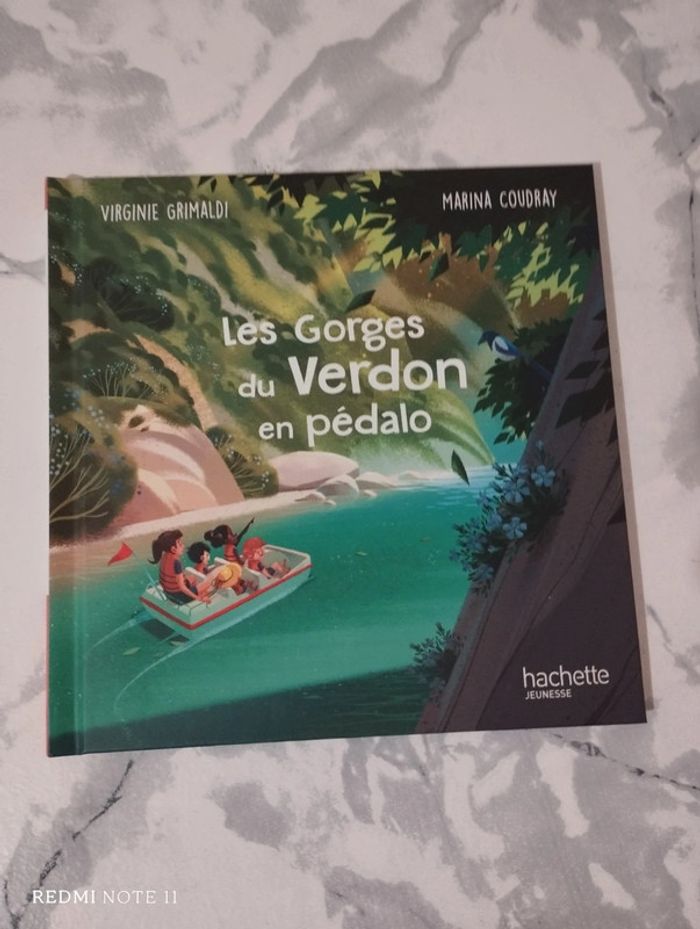 VIRGINIE GRIMALDI
MARINA COUDRAY
Les Gorges
du Verdon
en pédalo
hachette
JEUNESSE
REDMI NOTE 11